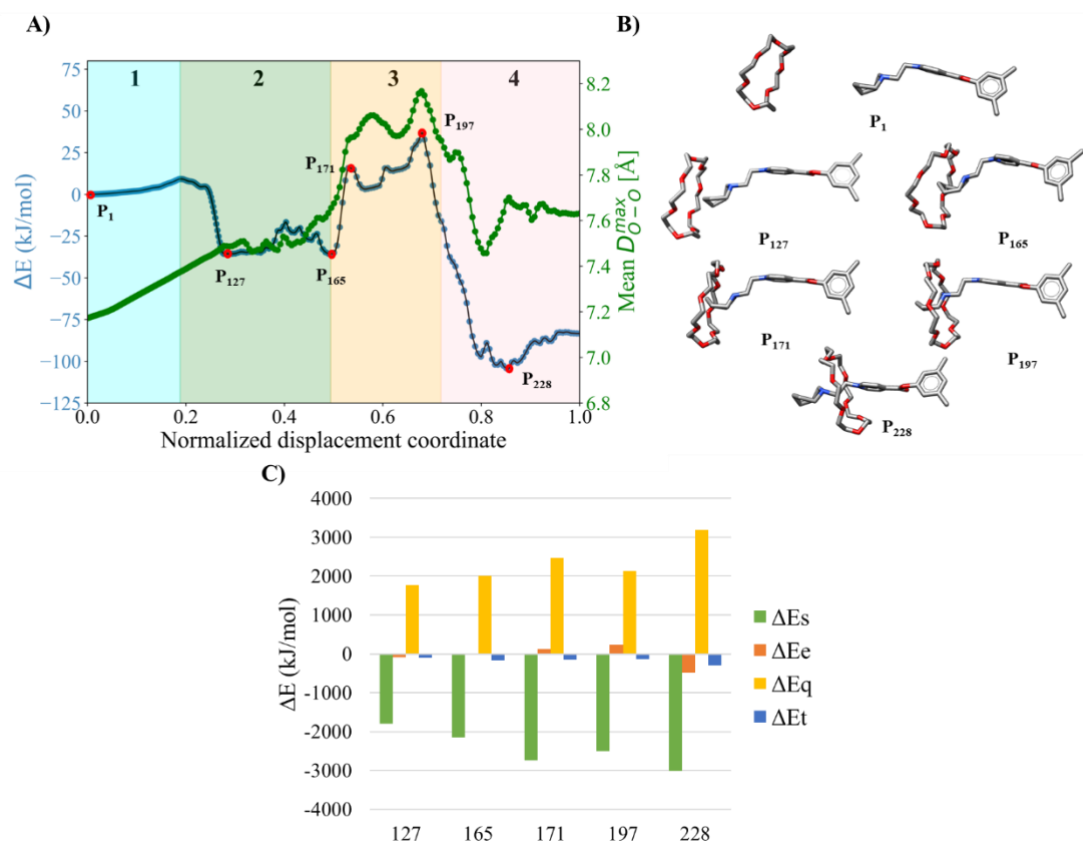 A)
B)
1
2
3
4
75
50
25
0
−25
−50
−75
−100
−125
ΔE (kJ/mol)
8.2
8.0
7.8
7.6
7.4
7.2
7.0
6.8
Mean D_{O−O}^{max} [Å]
P₁
P₁₂₇
P₁₆₅
P₁₇₁
P₁₉₇
P₂₂₈
0.0 0.2 0.4 0.6 0.8 1.0
Normalized displacement coordinate
P₁
P₁₂₇
P₁₆₅
P₁₇₁
P₁₉₇
P₂₂₈
C)
4000
3000
2000
1000
0
-1000
-2000
-3000
-4000
ΔE (kJ/mol)
127 165 171 197 228
ΔEs
ΔEe
ΔEq
ΔEt